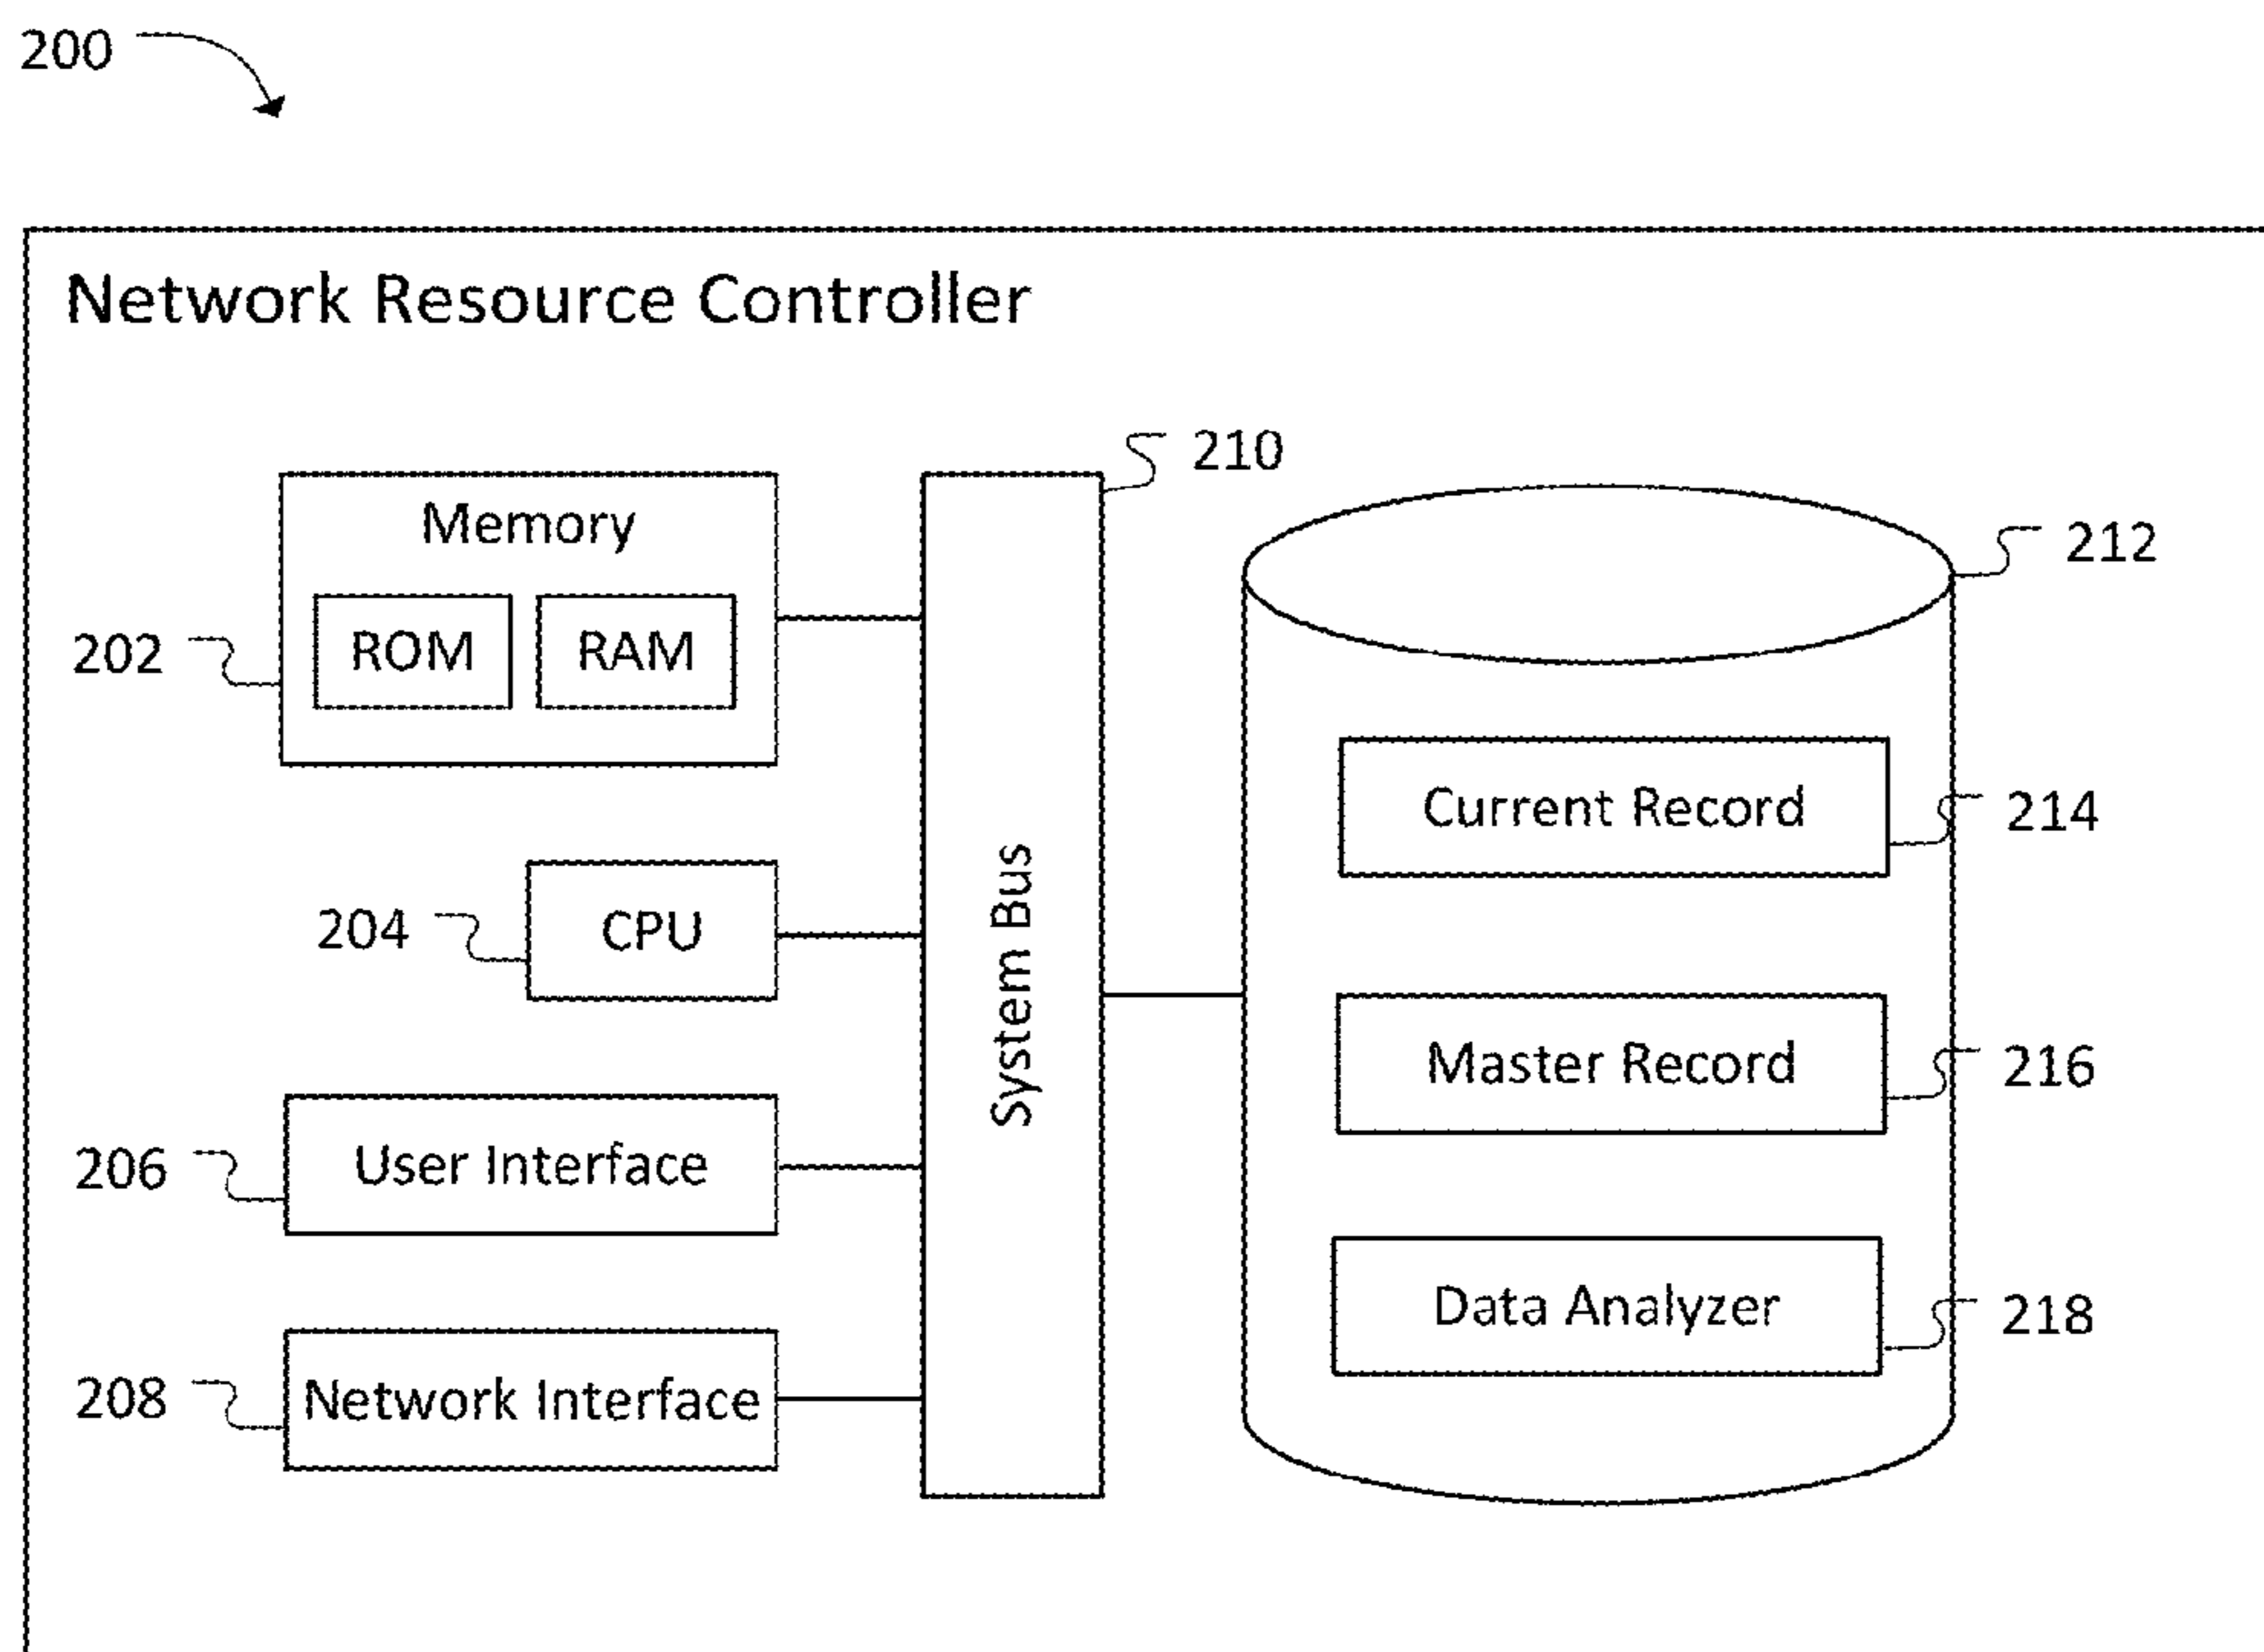 200
Network Resource Controller
210
Memory
212
202
ROM
RAM
Current Record
214
204
CPU
System Bus
Master Record
216
206
User Interface
Data Analyzer
218
208
Network Interface